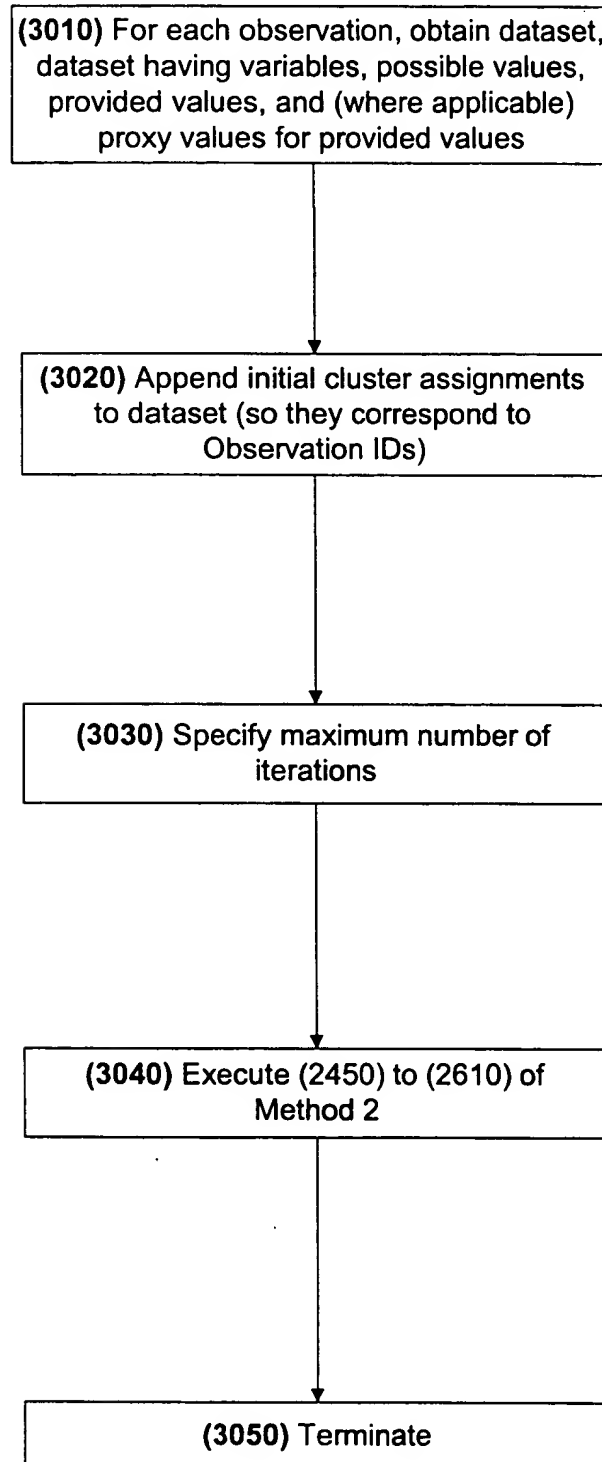 (3010) For each observation, obtain dataset,
dataset having variables, possible values,
provided values, and (where applicable)
proxy values for provided values
(3020) Append initial cluster assignments
to dataset (so they correspond to
Observation IDs)
(3030) Specify maximum number of
iterations
(3040) Execute (2450) to (2610) of
Method 2
(3050) Terminate